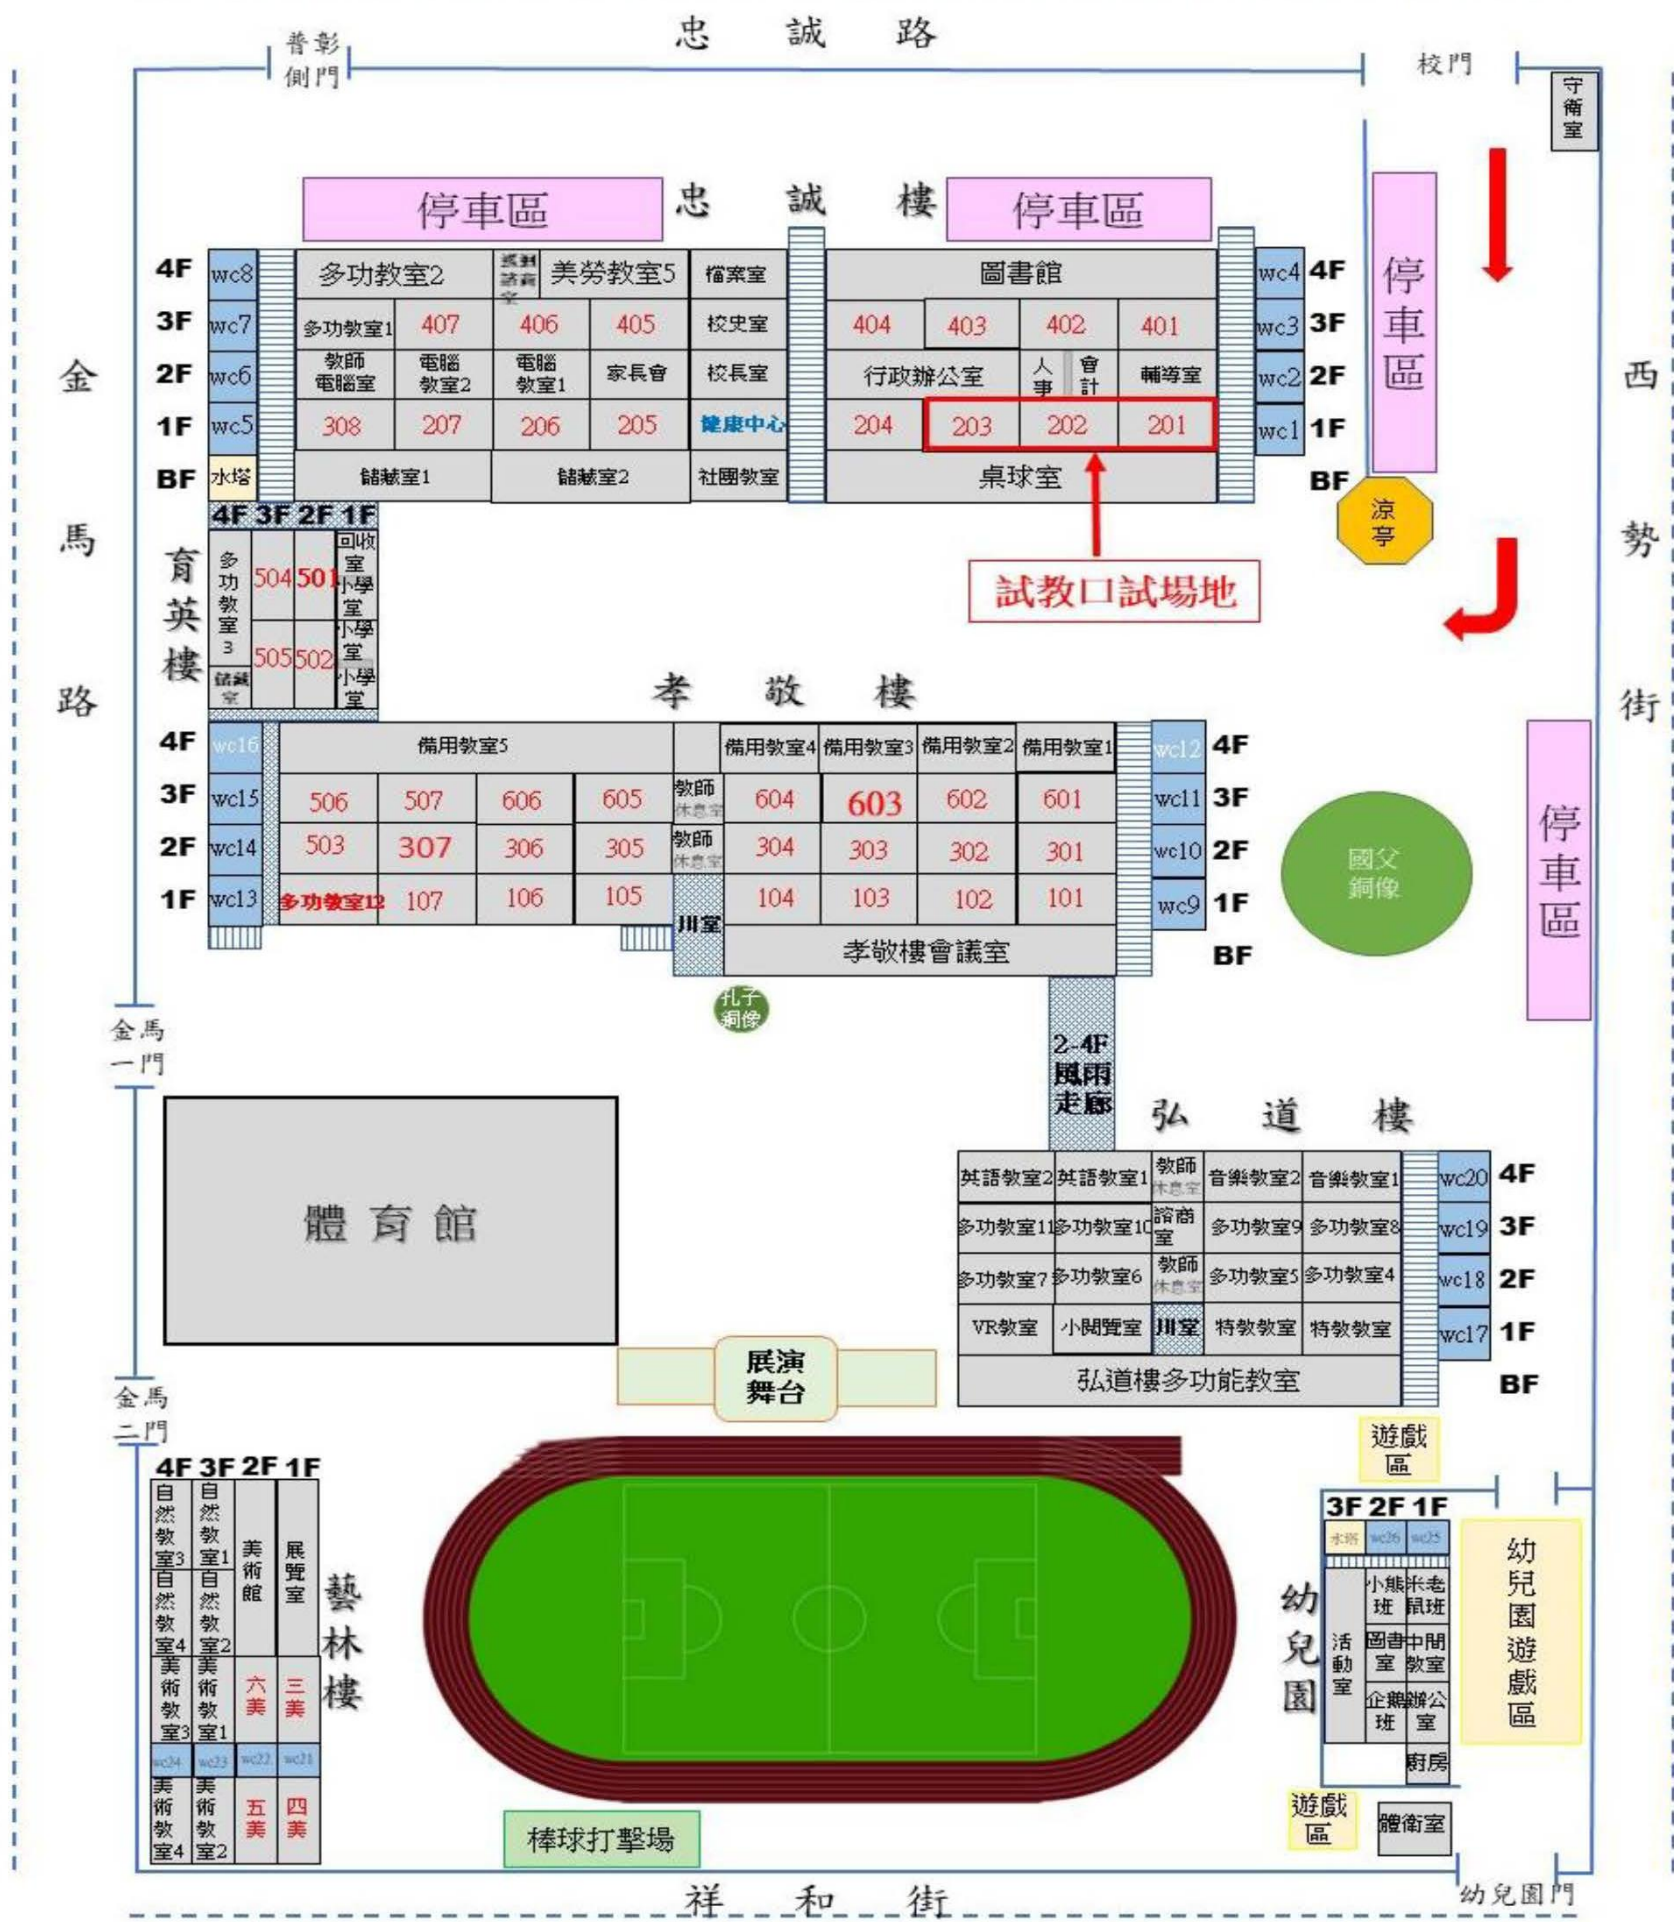 忠誠路
普彰
側門
校門
守衛室
停車區
忠誠樓
停車區
停車區
4F
wc8
多功教室2
美勞教室5
檔案室
圖書館
wc4
4F
3F
wc7
多功教室1
407
406
405
校史室
404
403
402
401
wc3
3F
2F
wc6
教師
電腦室
電腦
教室2
電腦
教室1
家長會
校長室
行政辦公室
人事
會計
輔導室
wc2
2F
1F
wc5
308
207
206
205
健康中心
204
203
202
201
wc1
1F
BF
水塔
儲藏室1
儲藏室2
社團教室
桌球室
BF
涼亭
金馬路
西勢街
試教口試場地
4F 3F 2F 1F
育英樓
多功教室3
儲藏室
504
501
505
502
回收室
小學堂
小學堂
小學堂
孝敬樓
4F
wc16
備用教室5
備用教室4
備用教室3
備用教室2
備用教室1
wc12
4F
3F
wc15
506
507
606
605
教師
休息室
604
603
602
601
wc11
3F
2F
wc14
503
307
306
305
教師
休息室
304
303
302
301
wc10
2F
1F
wc13
多功教室12
107
106
105
川堂
104
103
102
101
wc9
1F
孝敬樓會議室
BF
國父
銅像
停車區
孔子
銅像
金馬
一門
2-4F
風雨
走廊
弘道樓
體育館
英語教室2
英語教室1
教師
休息室
音樂教室2
音樂教室1
wc20
4F
多功教室11
多功教室10
諮商室
多功教室9
多功教室8
wc19
3F
多功教室7
多功教室6
教師
休息室
多功教室5
多功教室4
wc18
2F
VR教室
小閱覽室
川堂
特教教室
特教教室
wc17
1F
弘道樓多功能教室
BF
展演
舞台
金馬
二門
遊戲
區
4F 3F 2F 1F
自然教室3
自然教室1
美術館
展覽室
自然教室4
自然教室2
美術教室3
美術教室1
六美
三美
wc24
wc23
wc22
wc21
美術教室4
美術教室2
五美
四美
藝林樓
3F 2F 1F
水塔
wc26
wc25
幼兒園
活動室
小熊班
米老鼠班
圖書室
中間教室
企鵝班
辦公室
廚房
幼兒園遊戲區
遊戲
區
體衛室
棒球打擊場
祥和街
幼兒園門